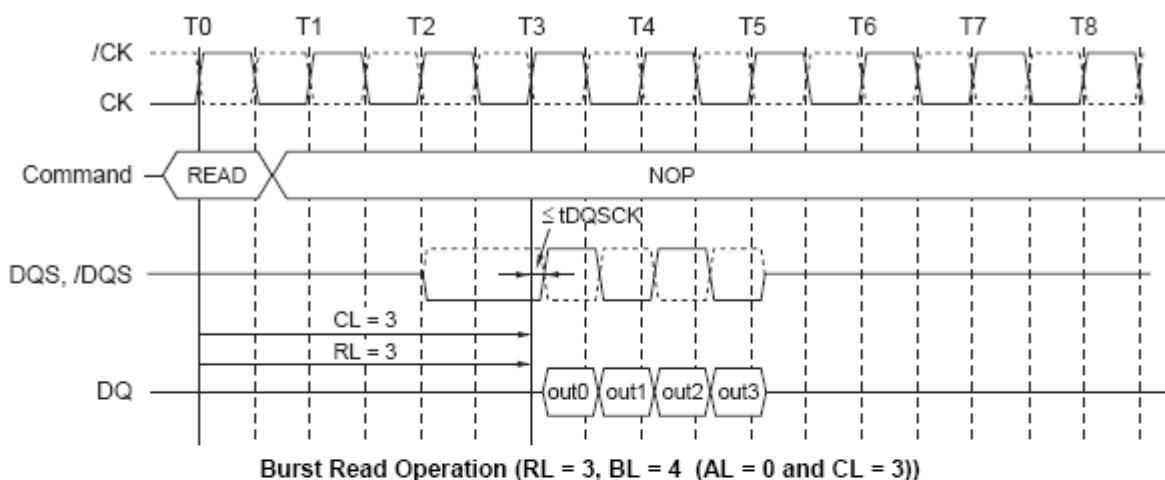 T0 T1 T2 T3 T4 T5 T6 T7 T8
/CK
CK
Command READ NOP
≤ tDQSCK
DQS, /DQS
CL = 3
RL = 3
DQ out0 out1 out2 out3
Burst Read Operation (RL = 3, BL = 4 (AL = 0 and CL = 3))